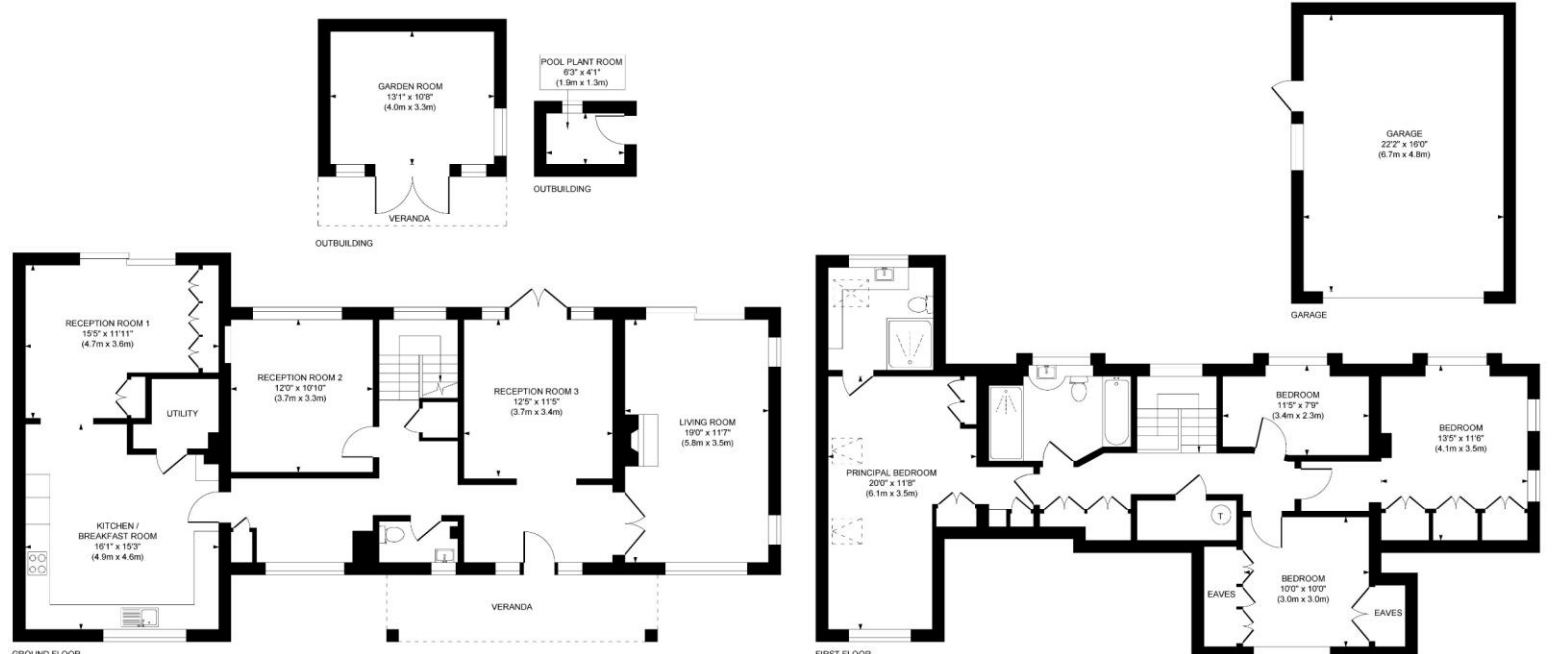 GARDEN ROOM
13'1" x 10'8"
(4.0m x 3.3m)
VERANDA
OUTBUILDING
POOL PLANT ROOM
6'3" x 4'1"
(1.9m x 1.3m)
OUTBUILDING
RECEPTION ROOM 1
15'5" x 11'11"
(4.7m x 3.6m)
UTILITY
RECEPTION ROOM 2
12'0" x 10'10"
(3.7m x 3.3m)
RECEPTION ROOM 3
12'5" x 11'5"
(3.7m x 3.4m)
LIVING ROOM
19'0" x 11'7"
(5.8m x 3.5m)
KITCHEN /
BREAKFAST ROOM
16'1" x 15'3"
(4.9m x 4.6m)
VERANDA
GROUND FLOOR
GARAGE
22'2" x 16'0"
(6.7m x 4.8m)
GARAGE
PRINCIPAL BEDROOM
20'0" x 11'8"
(6.1m x 3.5m)
BEDROOM
11'5" x 7'9"
(3.4m x 2.3m)
BEDROOM
13'5" x 11'6"
(4.1m x 3.5m)
T
BEDROOM
10'0" x 10'0"
(3.0m x 3.0m)
EAVES
EAVES
FIRST FLOOR